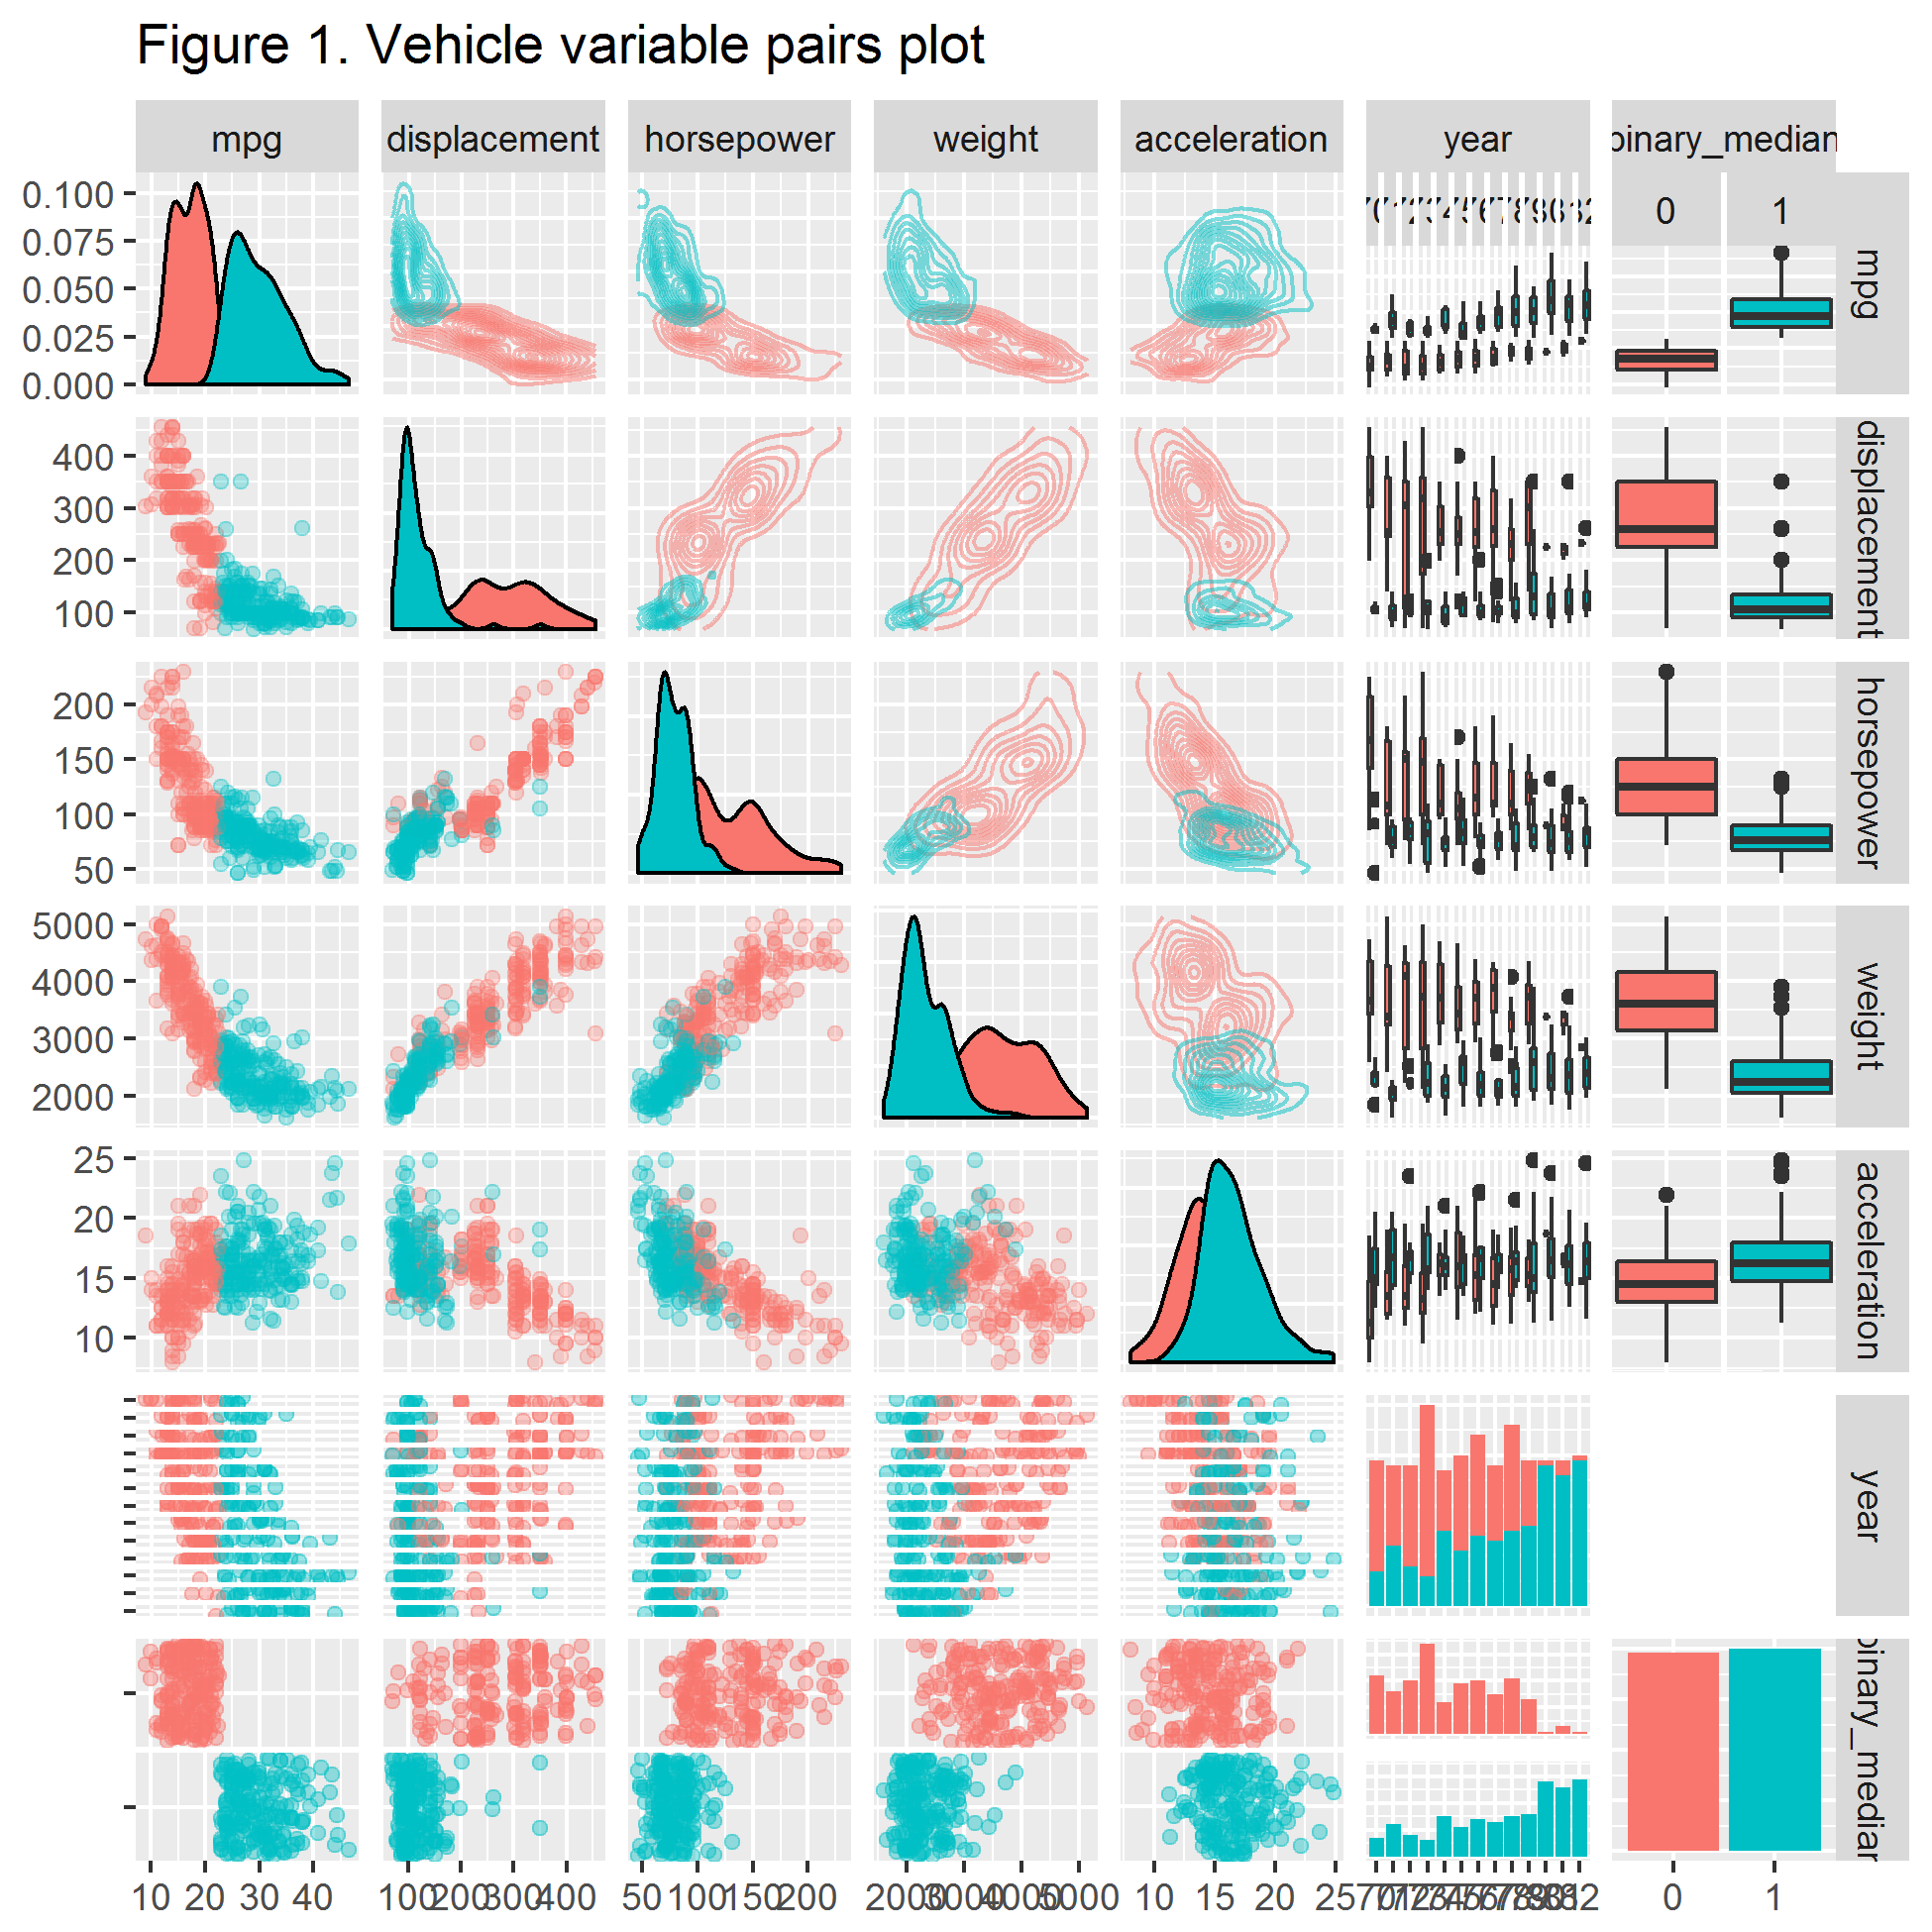 Figure 1. Vehicle variable pairs plot
mpg displacement horsepower weight acceleration year binary_median
0 1
0.100
0.075
0.050
0.025
0.000
mpg
400
300
200
100
displacement
200
150
100
50
horsepower
5000
4000
3000
2000
weight
25
20
15
10
acceleration
year
binary_median
10 20 30 40 100 200 300 400 50 100 150 200 2000 3000 4000 5000 10 15 20 25 0 1